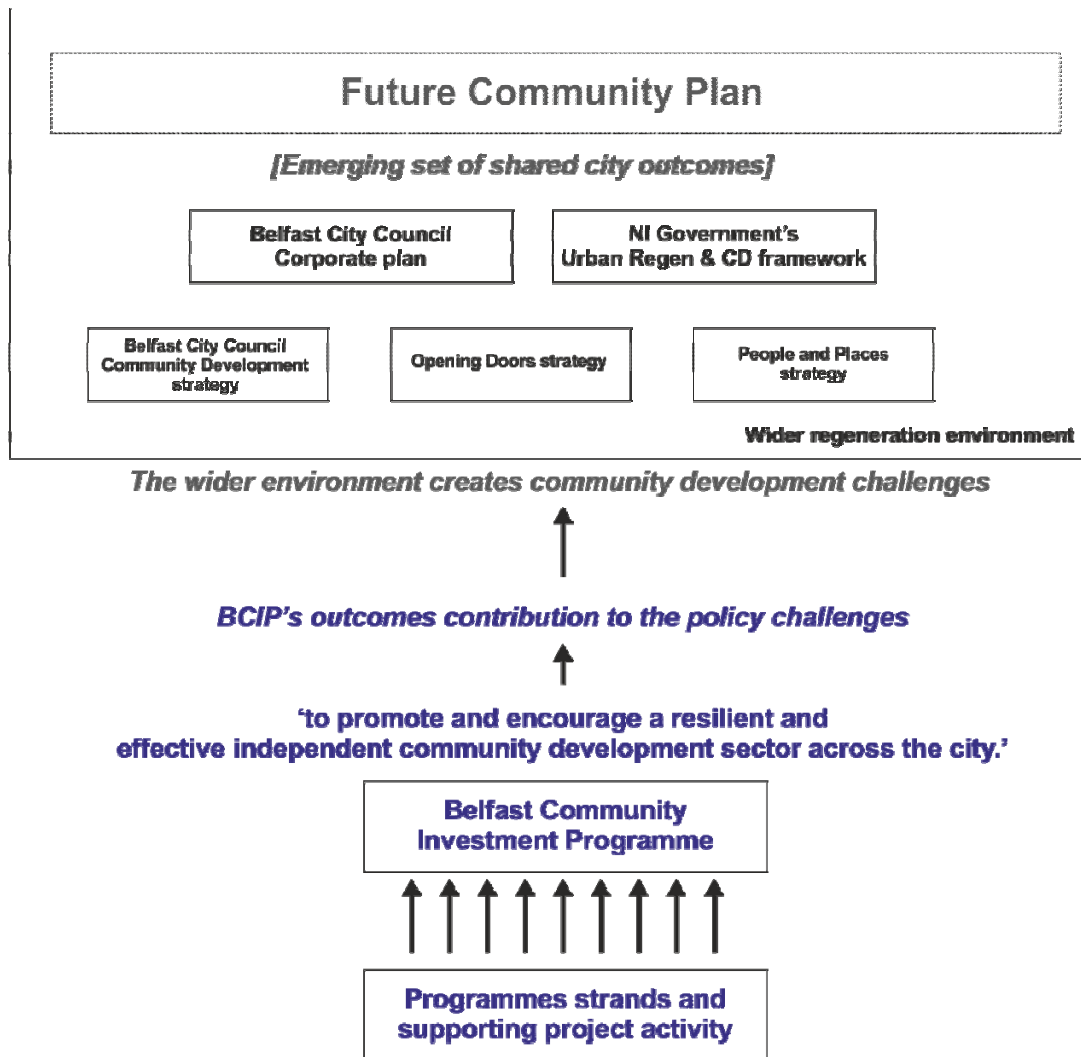 Future Community Plan
[Emerging set of shared city outcomes]
Belfast City Council
Corporate plan
NI Government's
Urban Regen & CD framework
Belfast City Council
Community Development
strategy
Opening Doors strategy
People and Places
strategy
Wider regeneration environment
The wider environment creates community development challenges
BCIP's outcomes contribution to the policy challenges
‘to promote and encourage a resilient and
effective independent community development sector across the city.’
Belfast Community
Investment Programme
Programmes strands and
supporting project activity